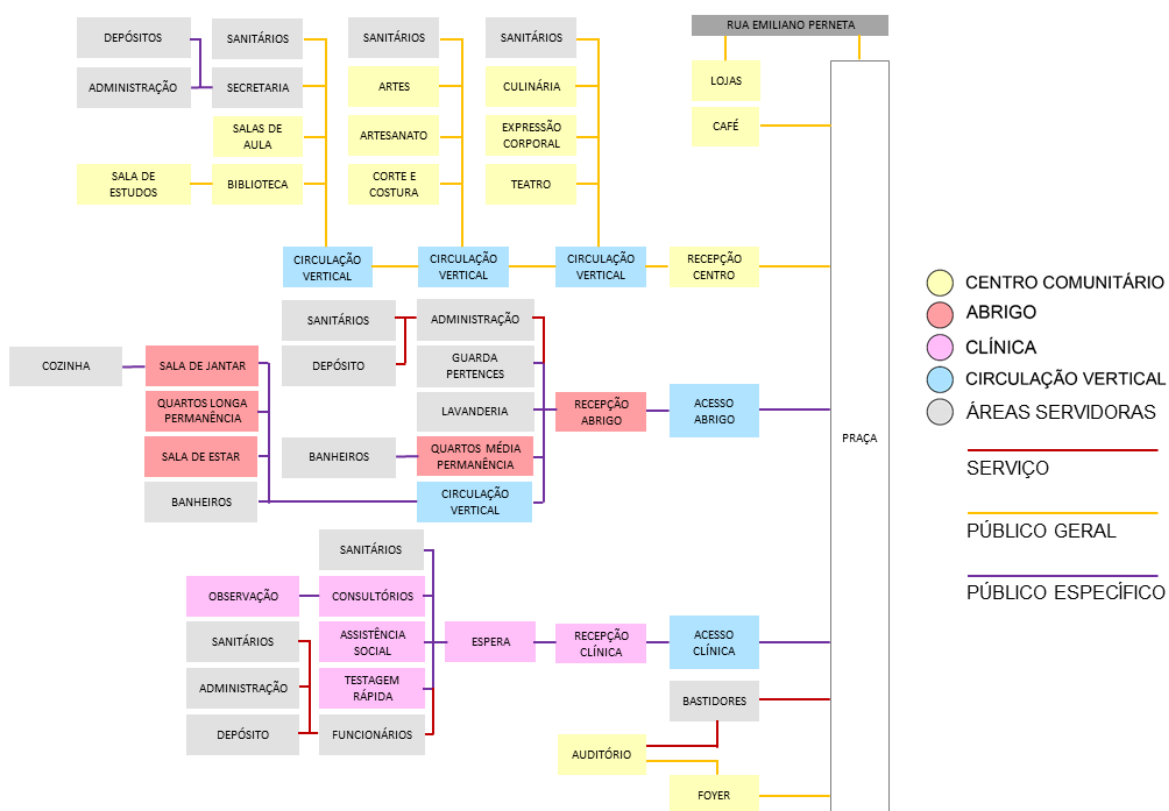 RUA EMILIANO PERNETA
DEPÓSITOS
SANITÁRIOS
SANITÁRIOS
SANITÁRIOS
LOJAS
ADMINISTRAÇÃO
SECRETARIA
ARTES
CULINÁRIA
CAFÉ
SALAS DE
AULA
ARTESANATO
EXPRESSÃO
CORPORAL
SALA DE
ESTUDOS
BIBLIOTECA
CORTE E
COSTURA
TEATRO
CIRCULAÇÃO
VERTICAL
CIRCULAÇÃO
VERTICAL
CIRCULAÇÃO
VERTICAL
RECEPÇÃO
CENTRO
SANITÁRIOS
ADMINISTRAÇÃO
COZINHA
SALA DE JANTAR
DEPÓSITO
GUARDA
PERTENCES
QUARTOS LONGA
PERMANÊNCIA
LAVANDERIA
RECEPÇÃO
ABRIGO
ACESSO
ABRIGO
PRAÇA
SALA DE ESTAR
BANHEIROS
QUARTOS MÉDIA
PERMANÊNCIA
BANHEIROS
CIRCULAÇÃO
VERTICAL
SANITÁRIOS
OBSERVAÇÃO
CONSULTÓRIOS
SANITÁRIOS
ASSISTÊNCIA
SOCIAL
ESPERA
RECEPÇÃO
CLÍNICA
ACESSO
CLÍNICA
ADMINISTRAÇÃO
TESTAGEM
RÁPIDA
BASTIDORES
DEPÓSITO
FUNCIONÁRIOS
AUDITÓRIO
FOYER
CENTRO COMUNITÁRIO
ABRIGO
CLÍNICA
CIRCULAÇÃO VERTICAL
ÁREAS SERVIDORAS
SERVIÇO
PÚBLICO GERAL
PÚBLICO ESPECÍFICO